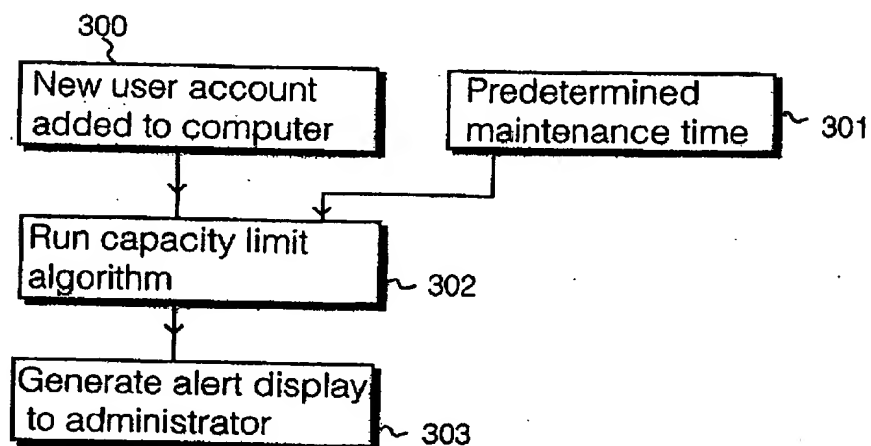 300
New user account
added to computer
Predetermined
maintenance time
301
Run capacity limit
algorithm
302
Generate alert display
to administrator
303